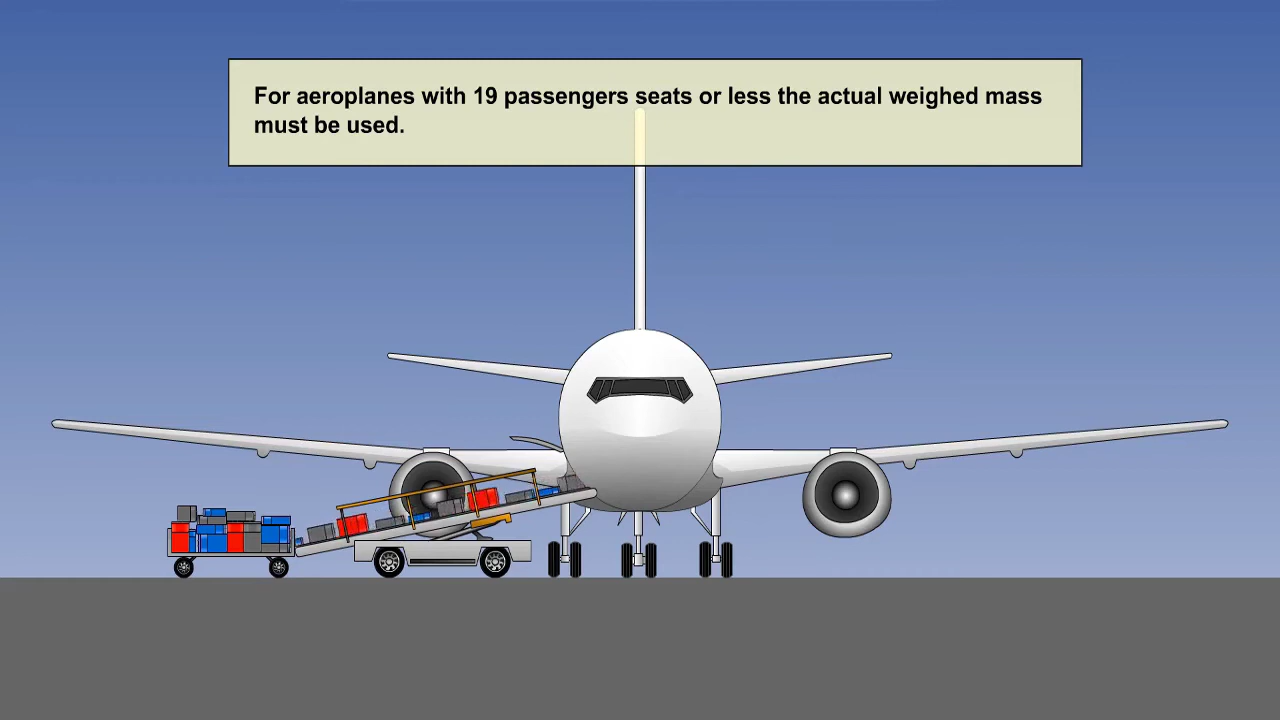 For aeroplanes with 19 passengers seats or less the actual weighed mass
must be used.